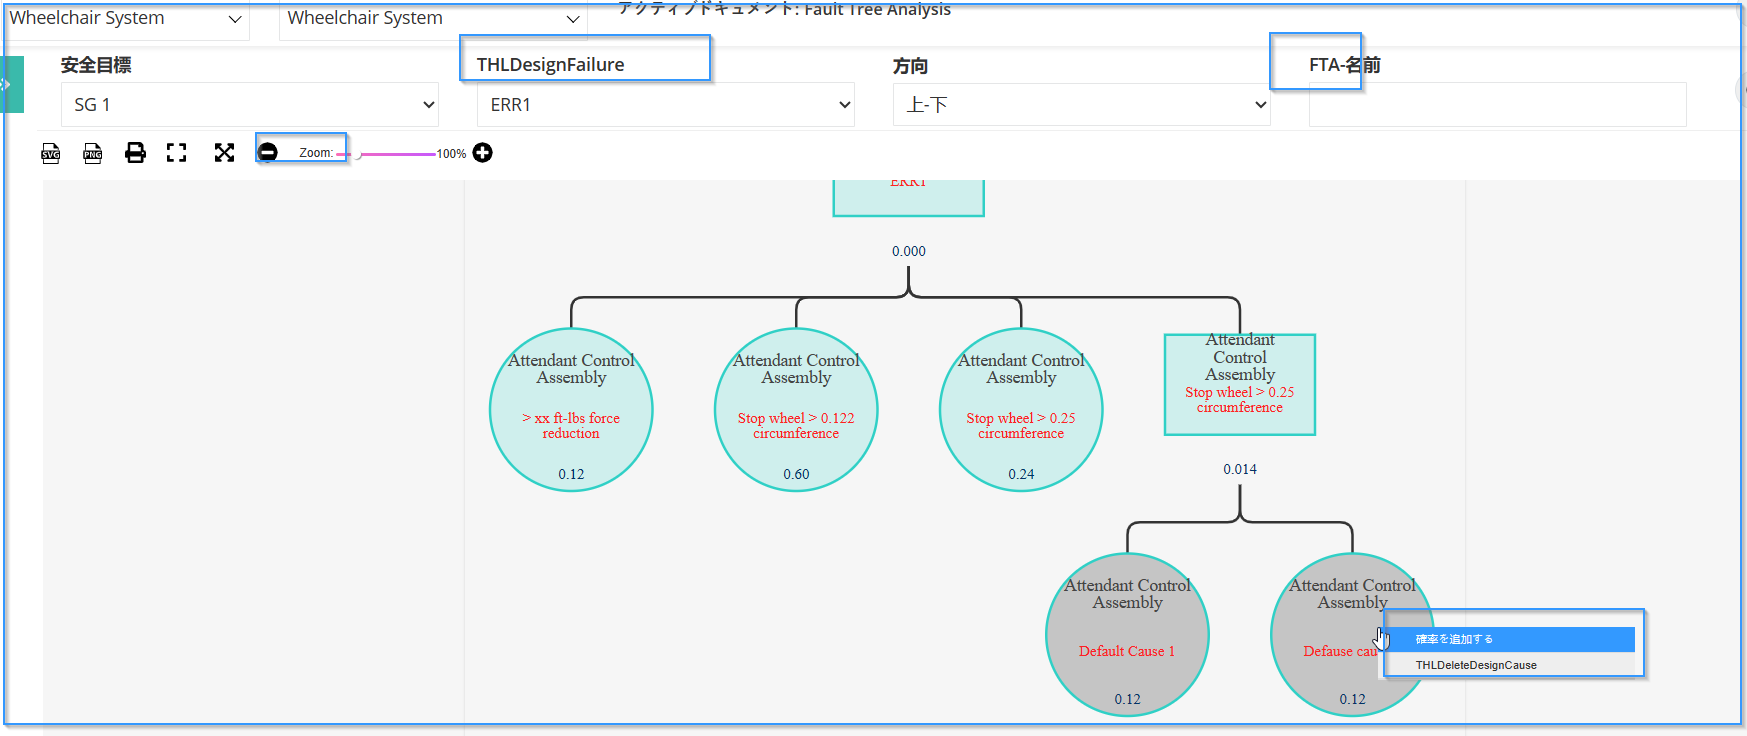 Wheelchair System
Wheelchair System
アクティブドキュメント: Fault Tree Analysis
安全目標
THLDesignFailure
方向
FTA-名前
SG 1
ERR1
上-下
SVG
PNG
Zoom:
100%
ERR1
0.000
Attendant Control
Assembly
> xx ft-lbs force
reduction
0.12
Attendant Control
Assembly
Stop wheel > 0.122
circumference
0.60
Attendant Control
Assembly
Stop wheel > 0.25
circumference
0.24
Attendant
Control
Assembly
Stop wheel > 0.25
circumference
0.014
Attendant Control
Assembly
Default Cause 1
0.12
Attendant Control
Assembly
Defause cau
0.12
確率を追加する
THLDeleteDesignCause